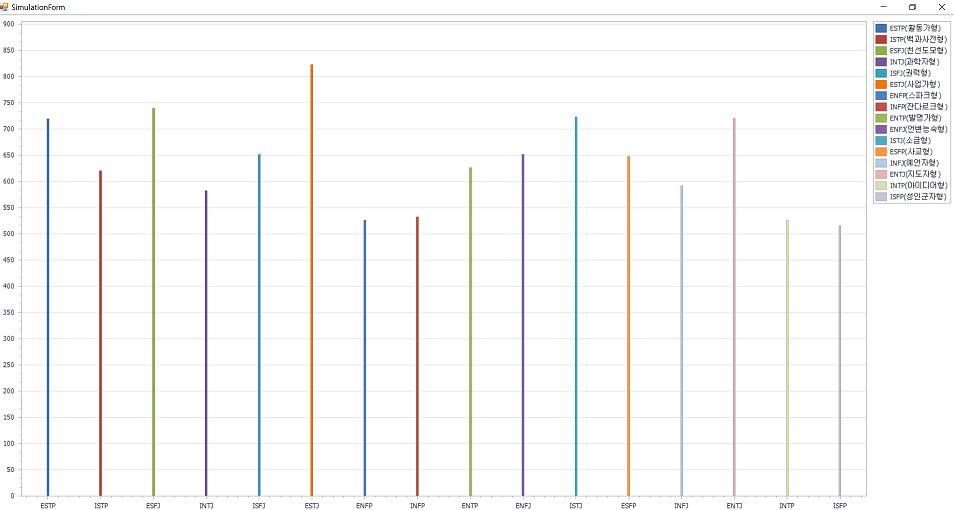 SimulationForm
900
850
800
750
700
650
600
550
500
450
400
350
300
250
200
150
100
50
0
ESTP ISTP ESFJ INTJ ISFJ ESTJ ENFP INFP ENTP ENFJ ISTJ ESFP INFJ ENTJ INTP ISFP
ESTP(활동가형)
ISTP(백과사전형)
ESFJ(친선도모형)
INTJ(과학자형)
ISFJ(권력형)
ESTJ(사업가형)
ENFP(스파크형)
INFP(잔다르크형)
ENTP(발명가형)
ENFJ(언변능숙형)
ISTJ(소금형)
ESFP(사교형)
INFJ(예언자형)
ENTJ(지도자형)
INTP(아이디어형)
ISFP(성인군자형)